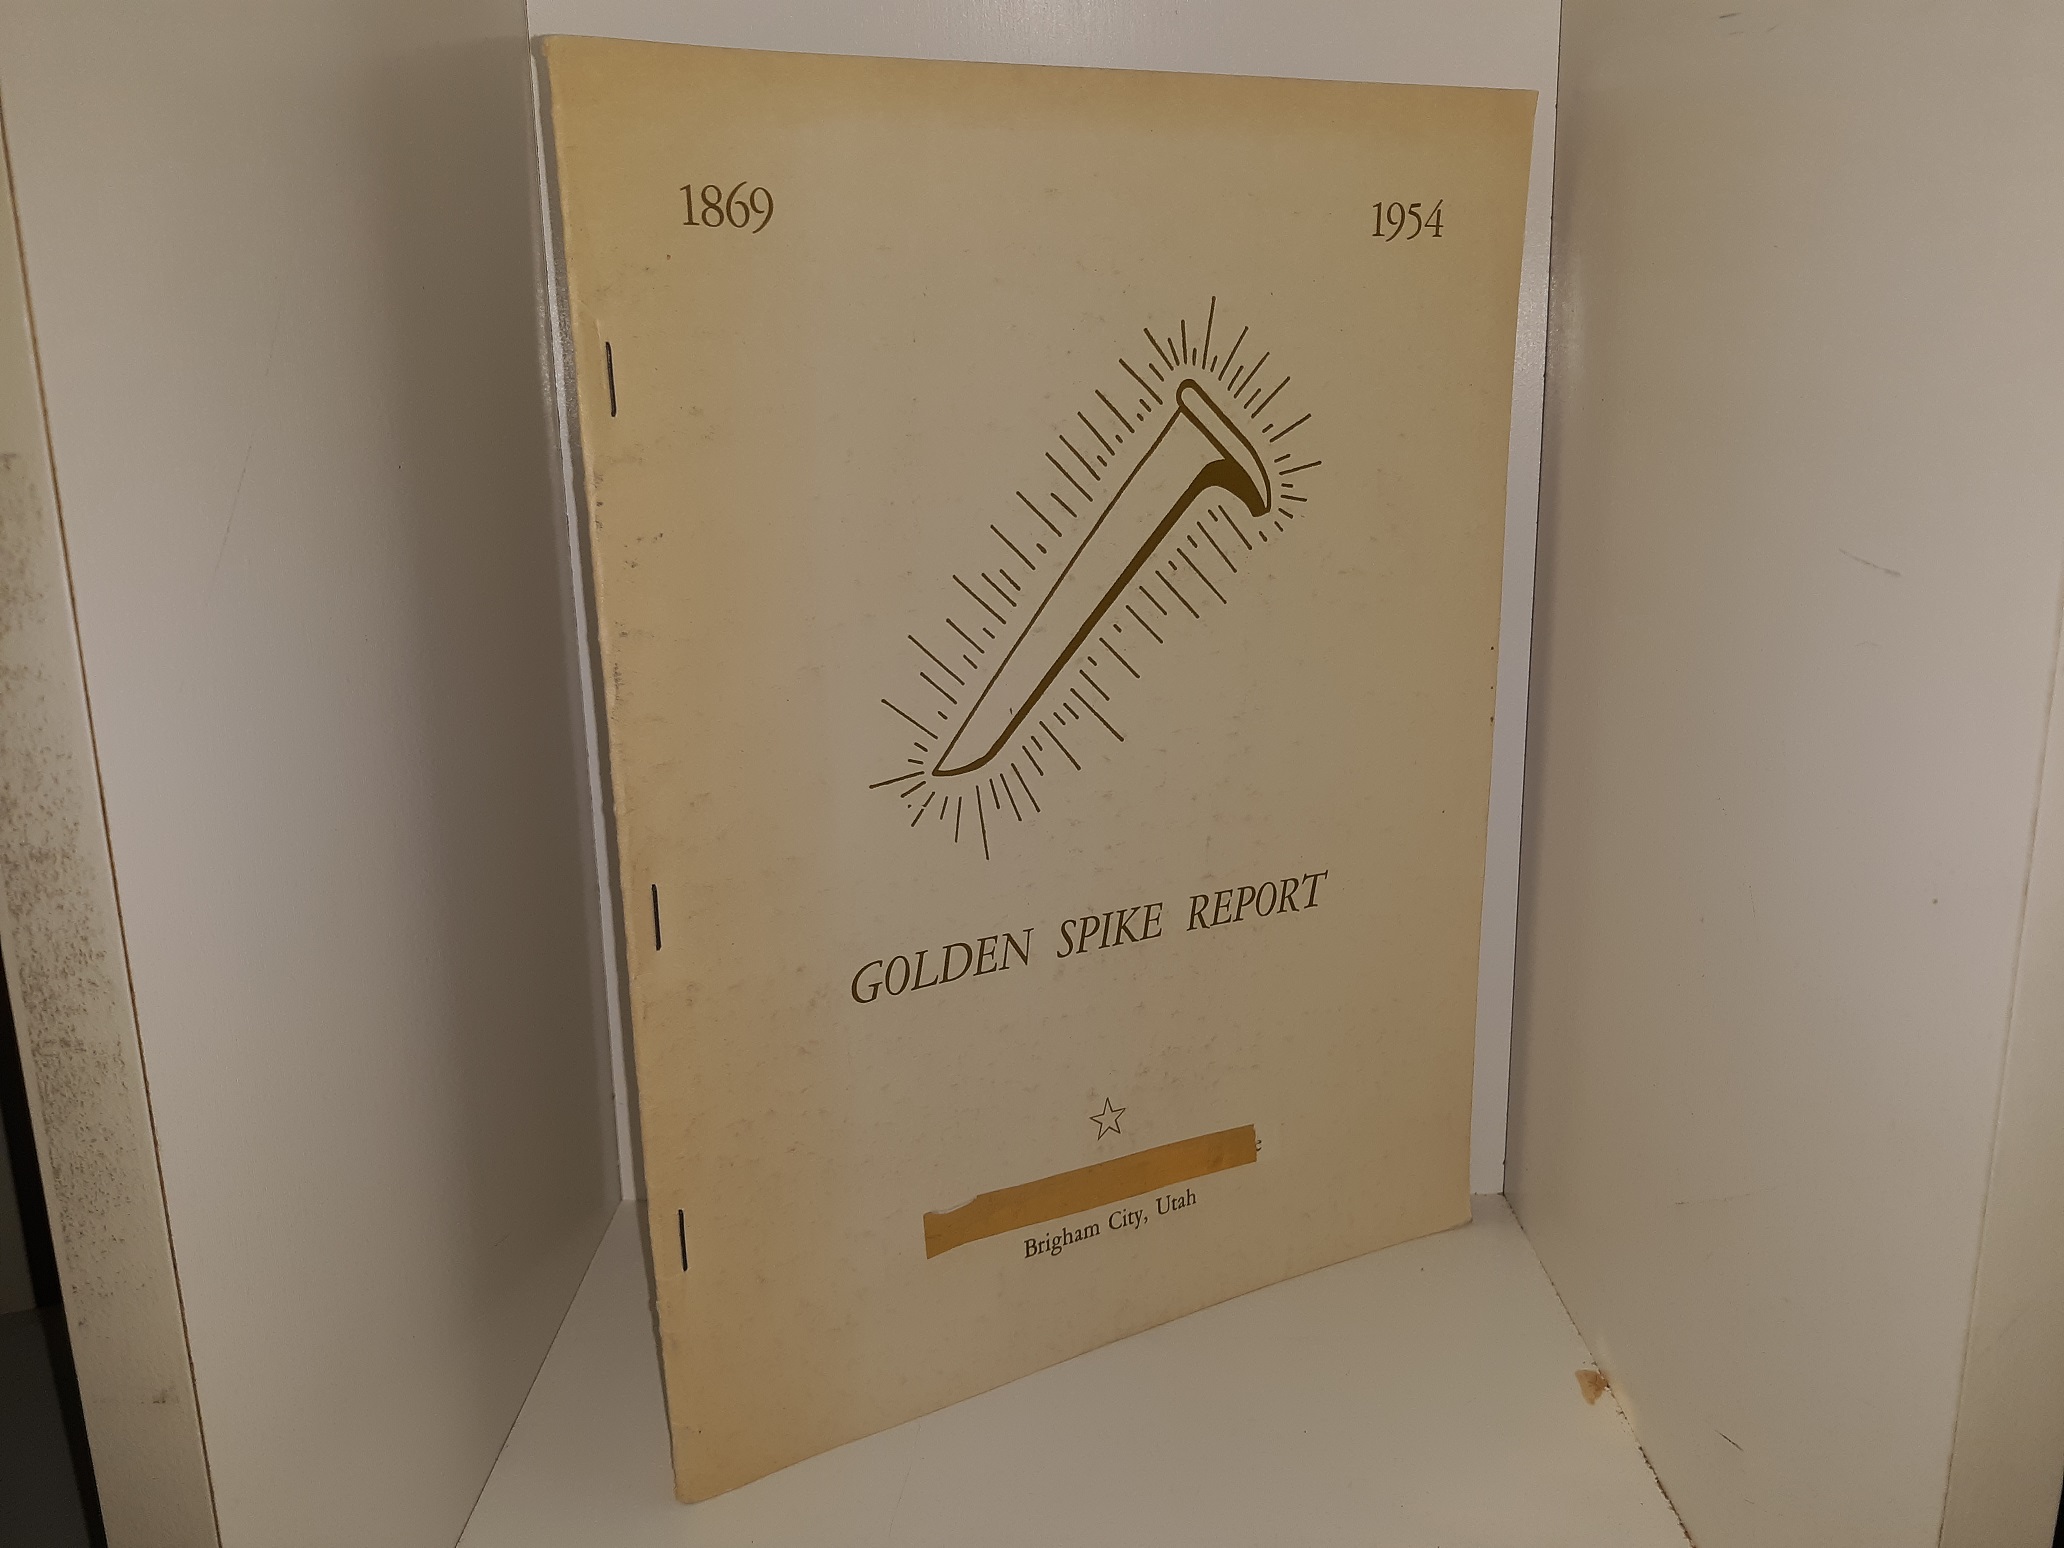 1869
1954
GOLDEN SPIKE REPORT
Brigham City, Utah